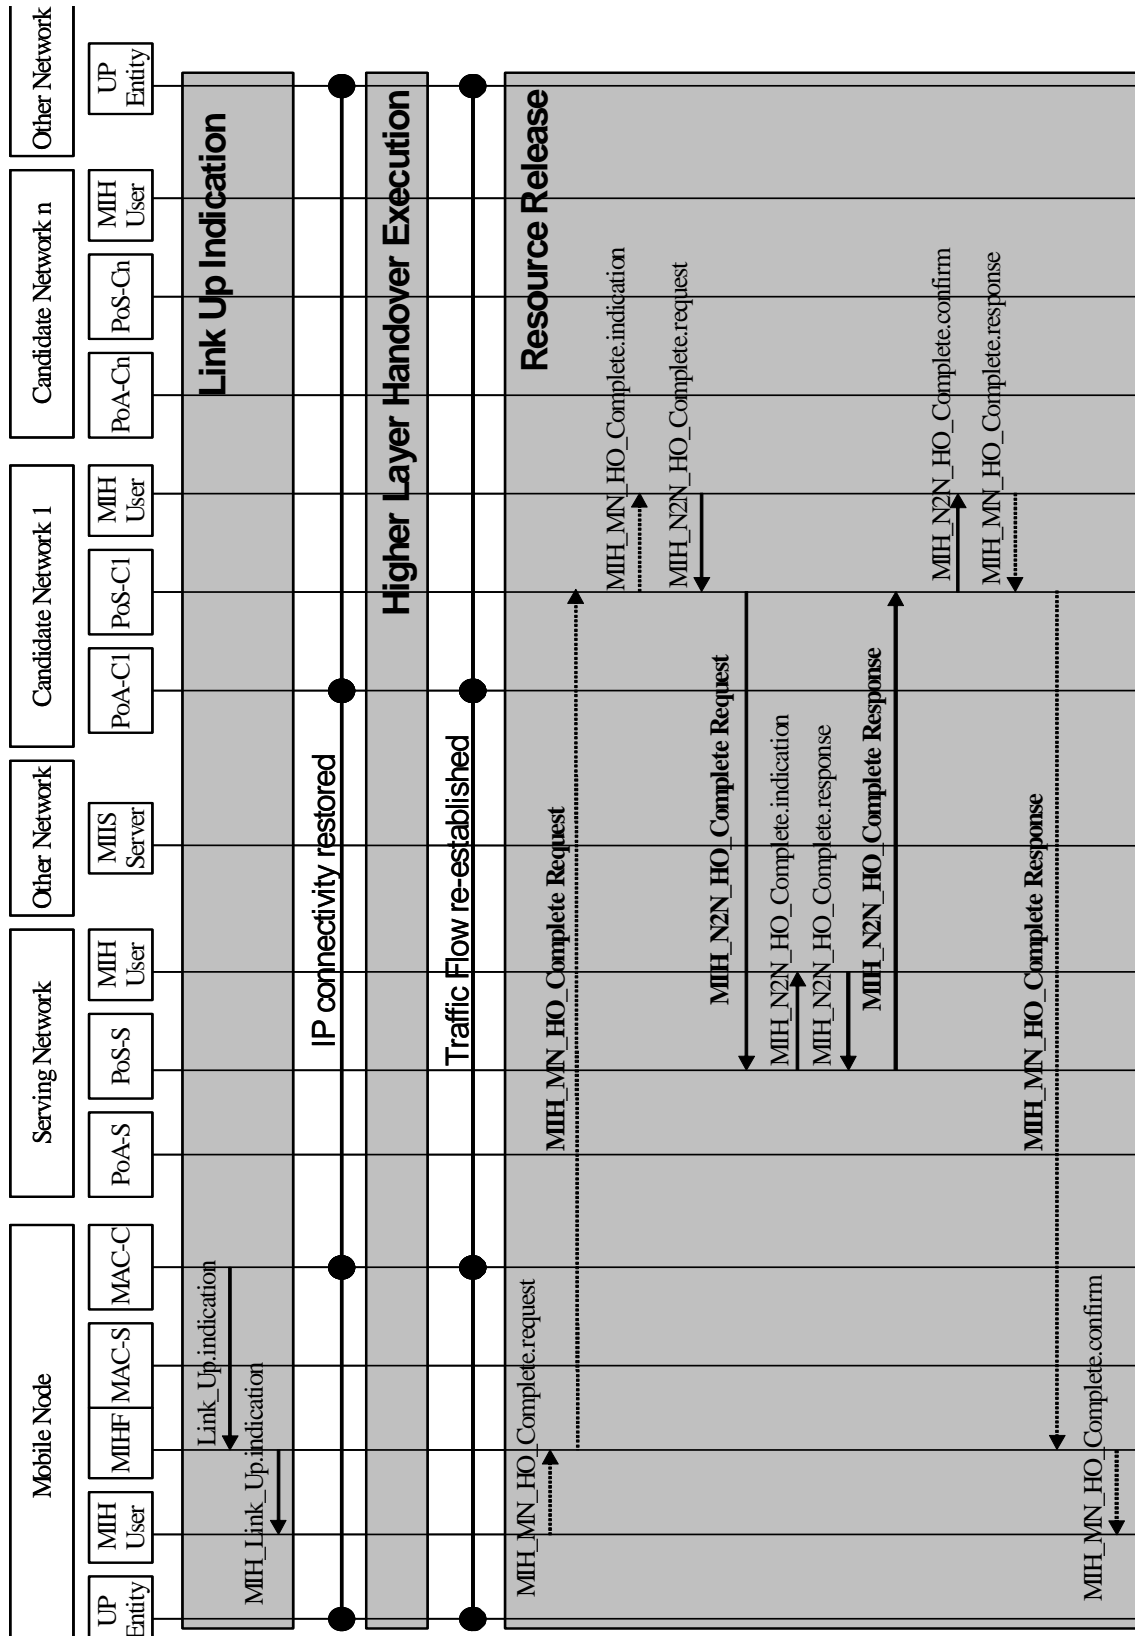 Mobile Node
Serving Network
Other Network
Candidate Network 1
Candidate Network n
Other Network
UP
Entity
MIH
User
MIHF
MAC-S
MAC-C
PoA-S
PoS-S
MIH
User
MIIS
Server
PoA-C1
PoS-C1
MIH
User
PoA-Cn
PoS-Cn
MIH
User
UP
Entity
Link_Up.indication
Link Up Indication
MIH_Link_Up.indication
IP connectivity restored
Higher Layer Handover Execution
Traffic Flow re-established
Resource Release
MIH_MN_HO_Complete.request
MIH_MN_HO_Complete Request
MIH_MN_HO_Complete.indication
MIH_N2N_HO_Complete.request
MIH_N2N_HO_Complete Request
MIH_N2N_HO_Complete.indication
MIH_N2N_HO_Complete.response
MIH_N2N_HO_Complete Response
MIH_N2N_HO_Complete.confirm
MIH_MN_HO_Complete.response
MIH_MN_HO_Complete Response
MIH_MN_HO_Complete.confirm